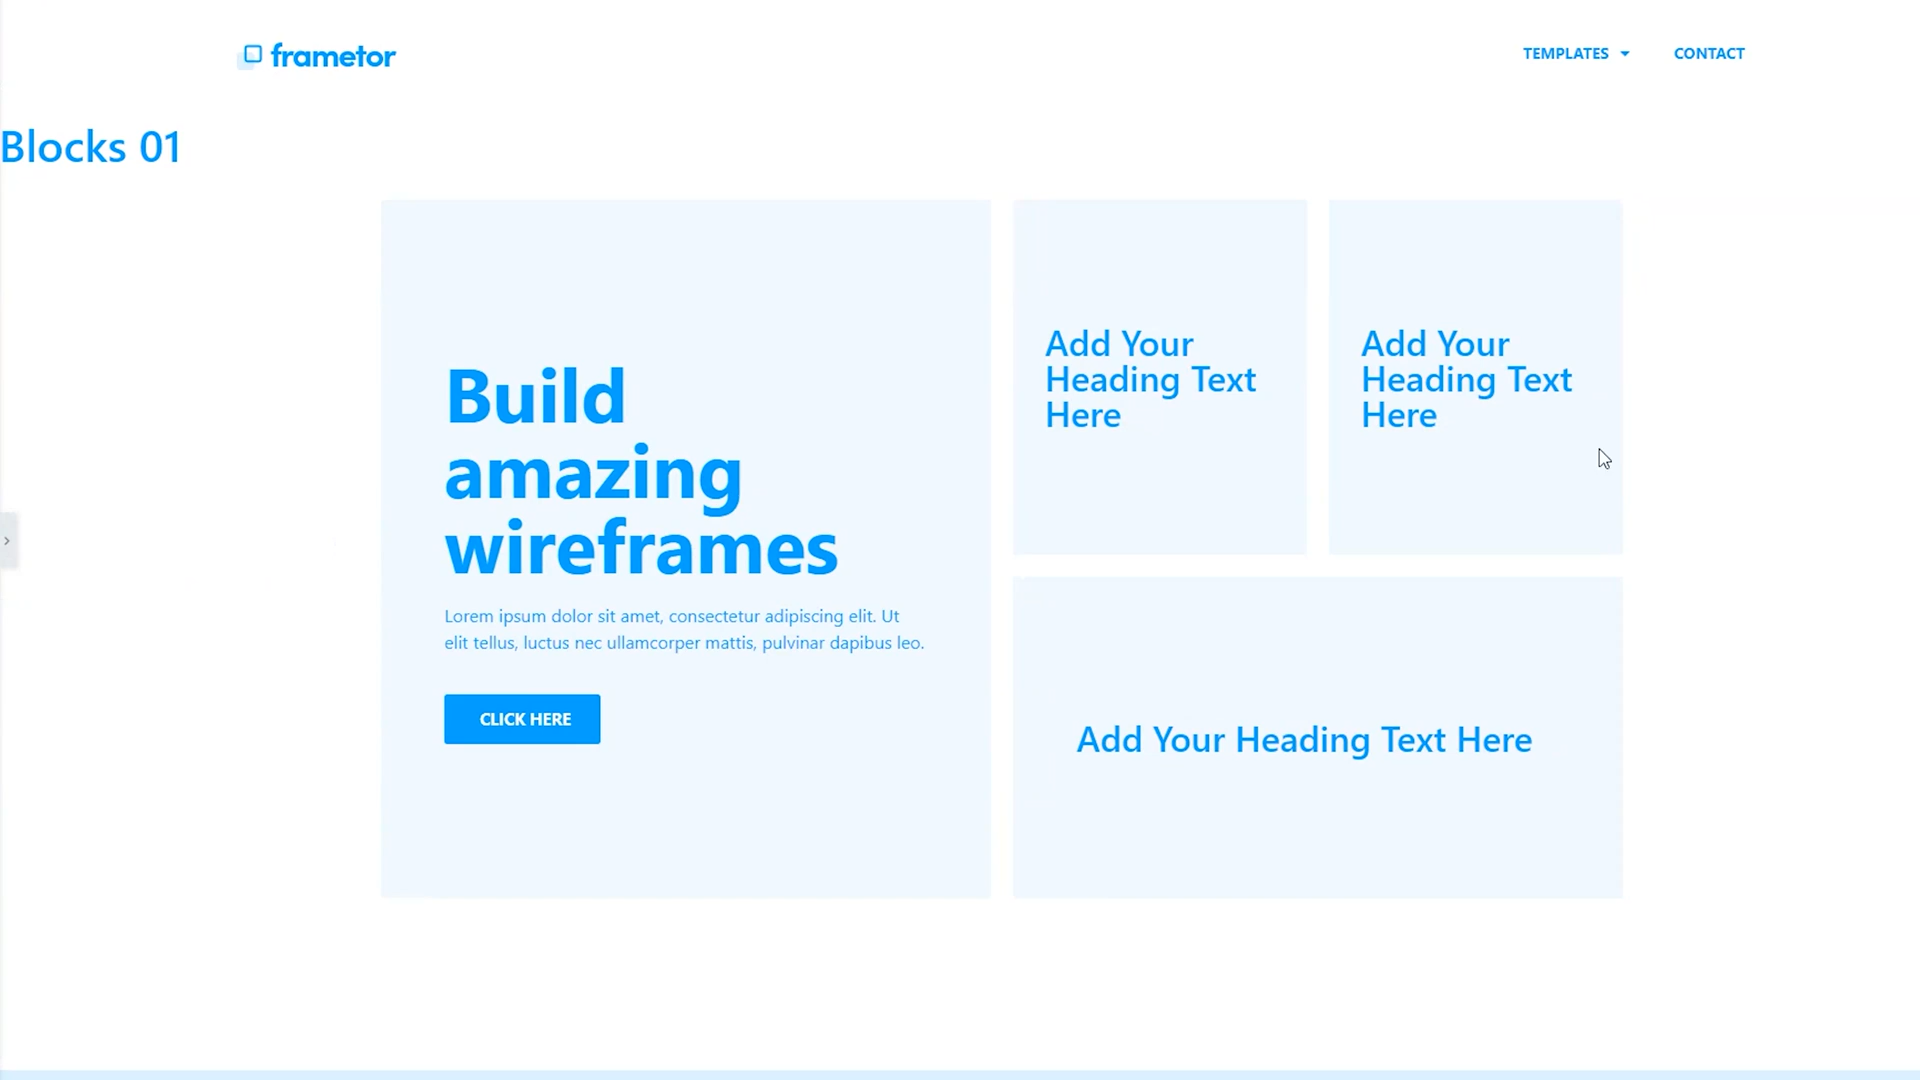 frametor
TEMPLATES
CONTACT
Blocks 01
Build
amazing
wireframes
Lorem ipsum dolor sit amet, consectetur adipiscing elit. Ut
elit tellus, luctus nec ullamcorper mattis, pulvinar dapibus leo.
CLICK HERE
Add Your
Heading Text
Here
Add Your
Heading Text
Here
Add Your Heading Text Here